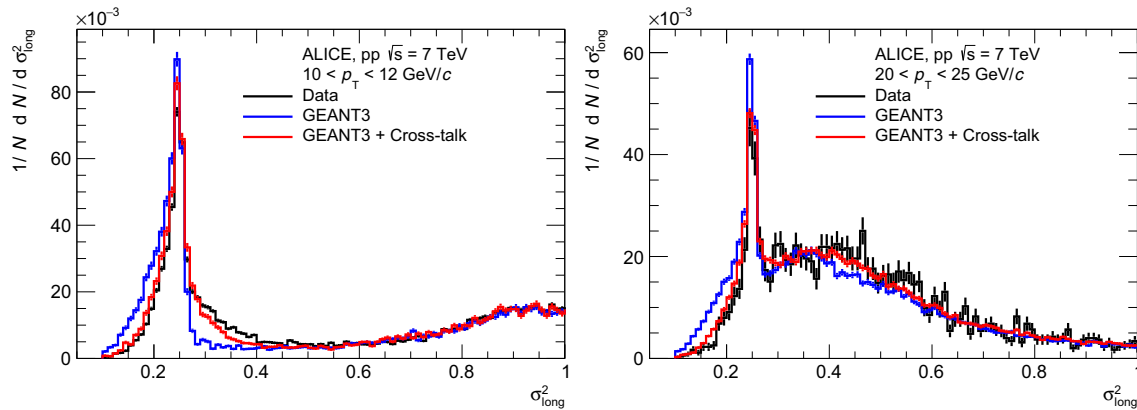 ×10⁻³
1/ N d N / d σ²long
ALICE, pp √s = 7 TeV
10 < pT < 12 GeV/c
Data
GEANT3
GEANT3 + Cross-talk
80
60
40
20
0
0.2 0.4 0.6 0.8 1
σ²long
×10⁻³
1/ N d N / d σ²long
ALICE, pp √s = 7 TeV
20 < pT < 25 GeV/c
Data
GEANT3
GEANT3 + Cross-talk
60
40
20
0
0.2 0.4 0.6 0.8 1
σ²long